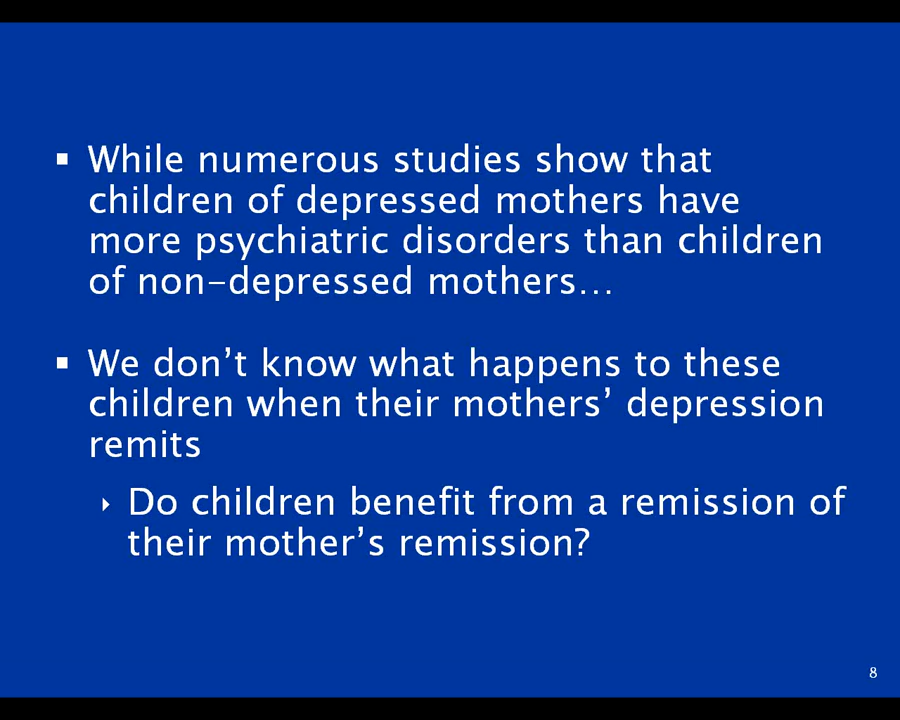 ▪ While numerous studies show that
children of depressed mothers have
more psychiatric disorders than children
of non–depressed mothers…
▪ We don’t know what happens to these
children when their mothers’ depression
remits
‣ Do children benefit from a remission of
their mother’s remission?
8